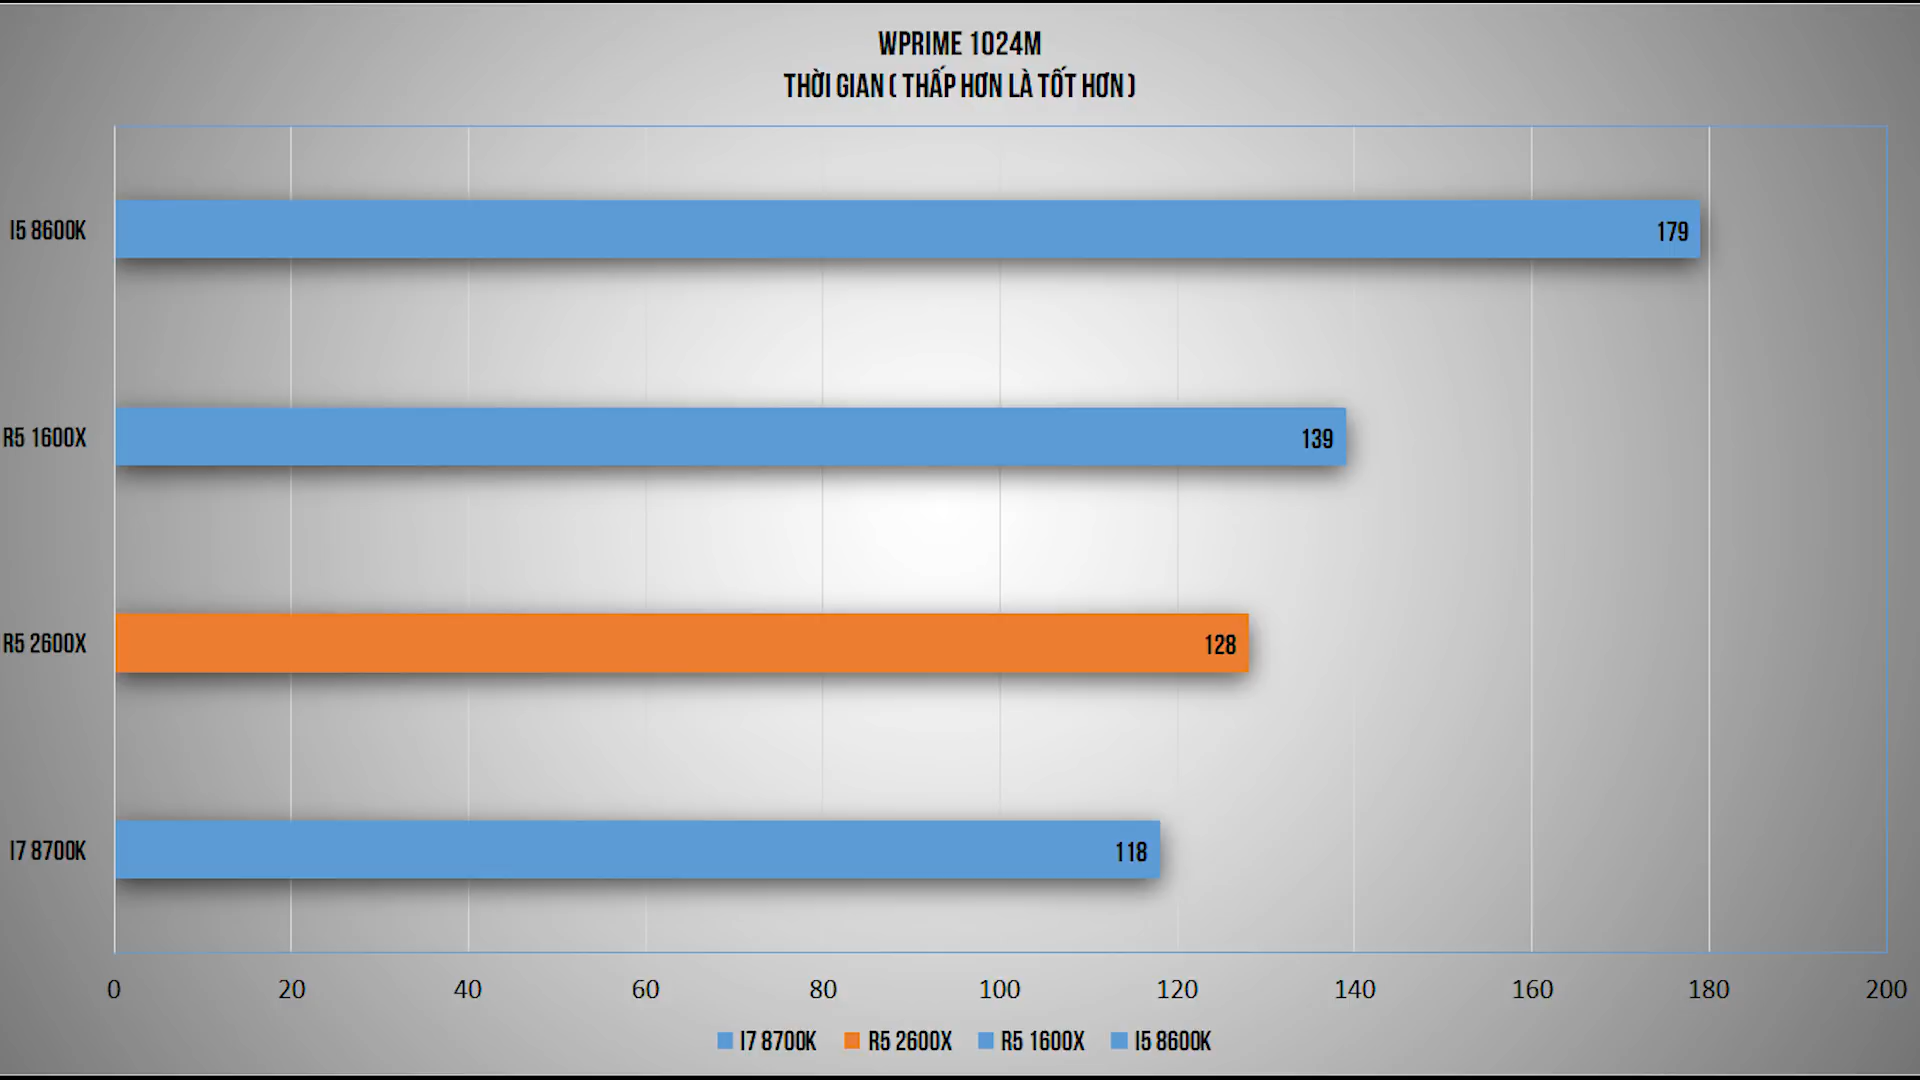 WPRIME 1024M
THỜI GIAN ( THẤP HƠN LÀ TỐT HƠN )
I5 8600K
179
R5 1600X
139
R5 2600X
128
I7 8700K
118
0 20 40 60 80 100 120 140 160 180 200
I7 8700K R5 2600X R5 1600X I5 8600K